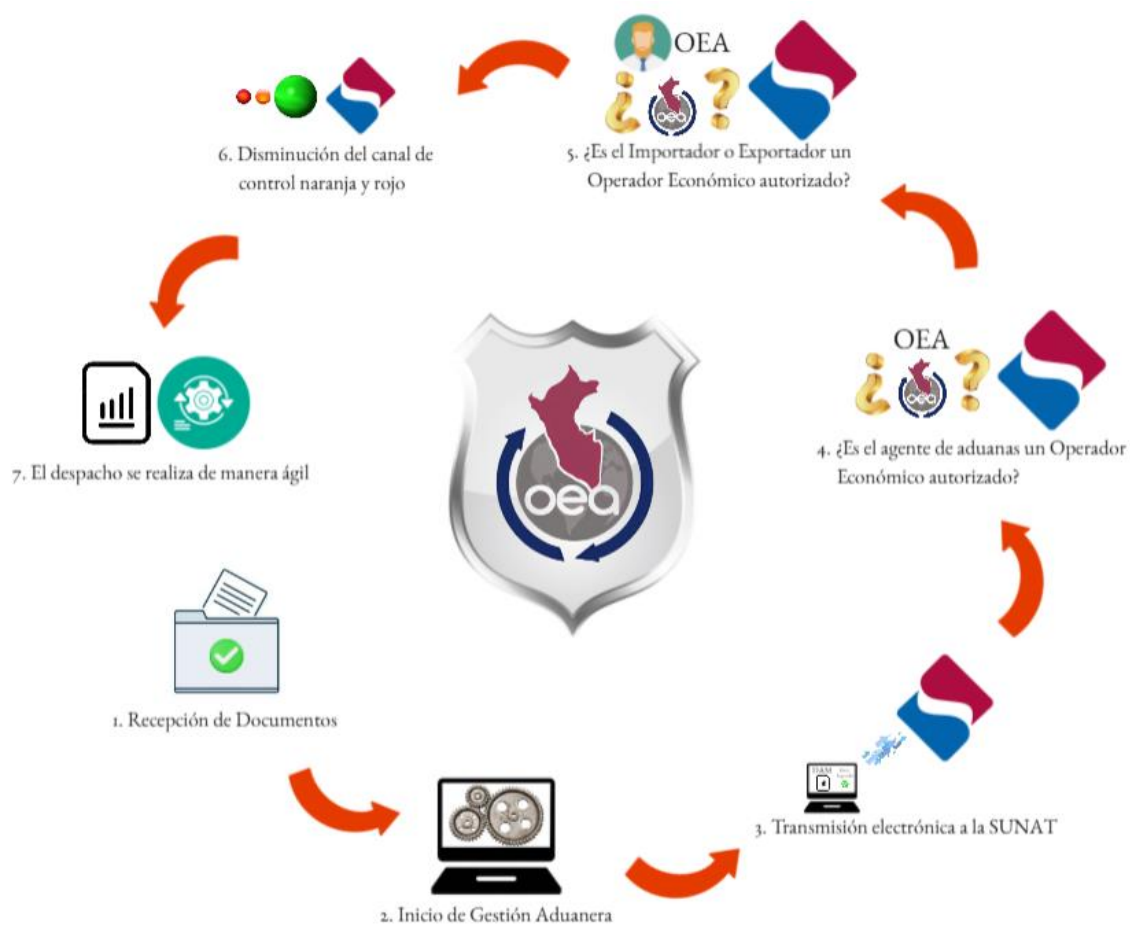 OEA
oea
5. ¿Es el Importador o Exportador un
Operador Económico autorizado?
6. Disminución del canal de
control naranja y rojo
OEA
oea
4. ¿Es el agente de aduanas un Operador
Económico autorizado?
7. El despacho se realiza de manera ágil
oea
1. Recepción de Documentos
3. Transmisión electrónica a la SUNAT
2. Inicio de Gestión Aduanera